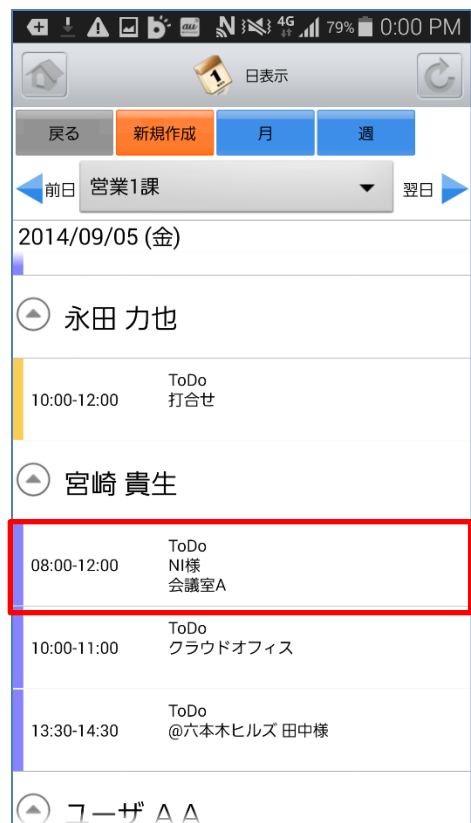 4G 79% 0:00 PM
日表示
戻る 新規作成 月 週
前日 営業1課 翌日
2014/09/05 (金)
永田 力也
ToDo
10:00-12:00 打合せ
宮崎 貴生
ToDo
08:00-12:00 NI様
会議室A
ToDo
10:00-11:00 クラウドオフィス
ToDo
13:30-14:30 @六本木ヒルズ 田中様
ユーザ A A